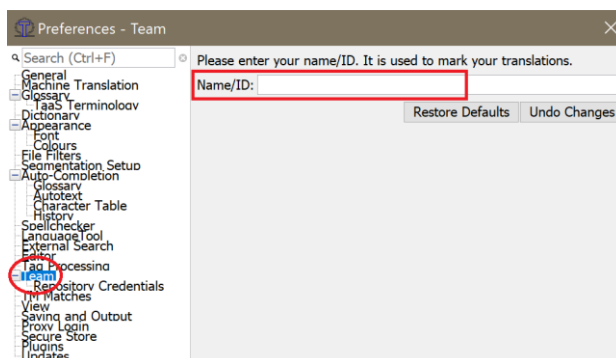 Preferences - Team
Search (Ctrl+F)
General
Machine Translation
Glossary
TaaS Terminology
Dictionary
Appearance
Font
Colours
File Filters
Segmentation Setup
Auto-Completion
Glossary
Autotext
Character Table
History
Spellchecker
LanguageTool
External Search
Editor
Tag Processing
Team
Repository Credentials
TM Matches
View
Saving and Output
Proxy Login
Secure Store
Plugins
Updates
Please enter your name/ID. It is used to mark your translations.
Name/ID:
Restore Defaults Undo Changes